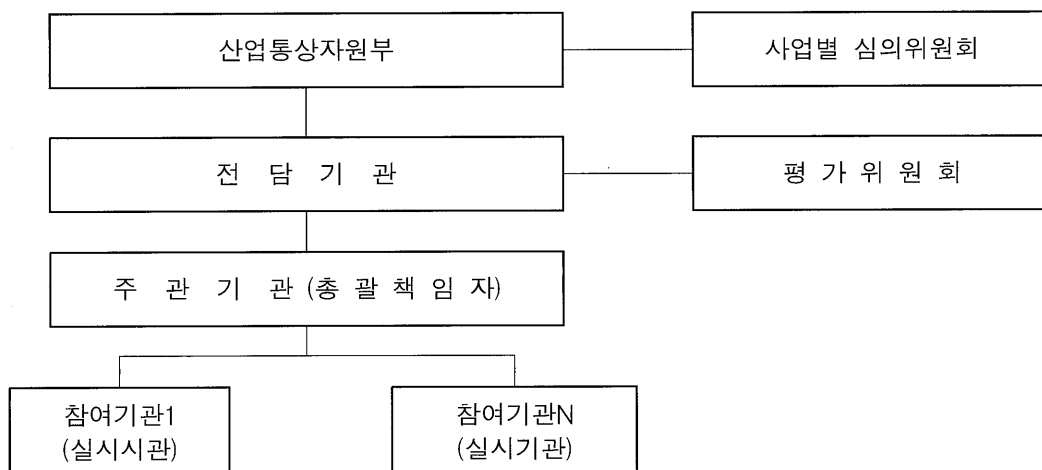 산업통상자원부
사업별 심의위원회
전 담 기 관
평 가 위 원 회
주 관 기 관 (총 괄 책 임 자)
참여기관1
(실시시관)
참여기관N
(실시기관)